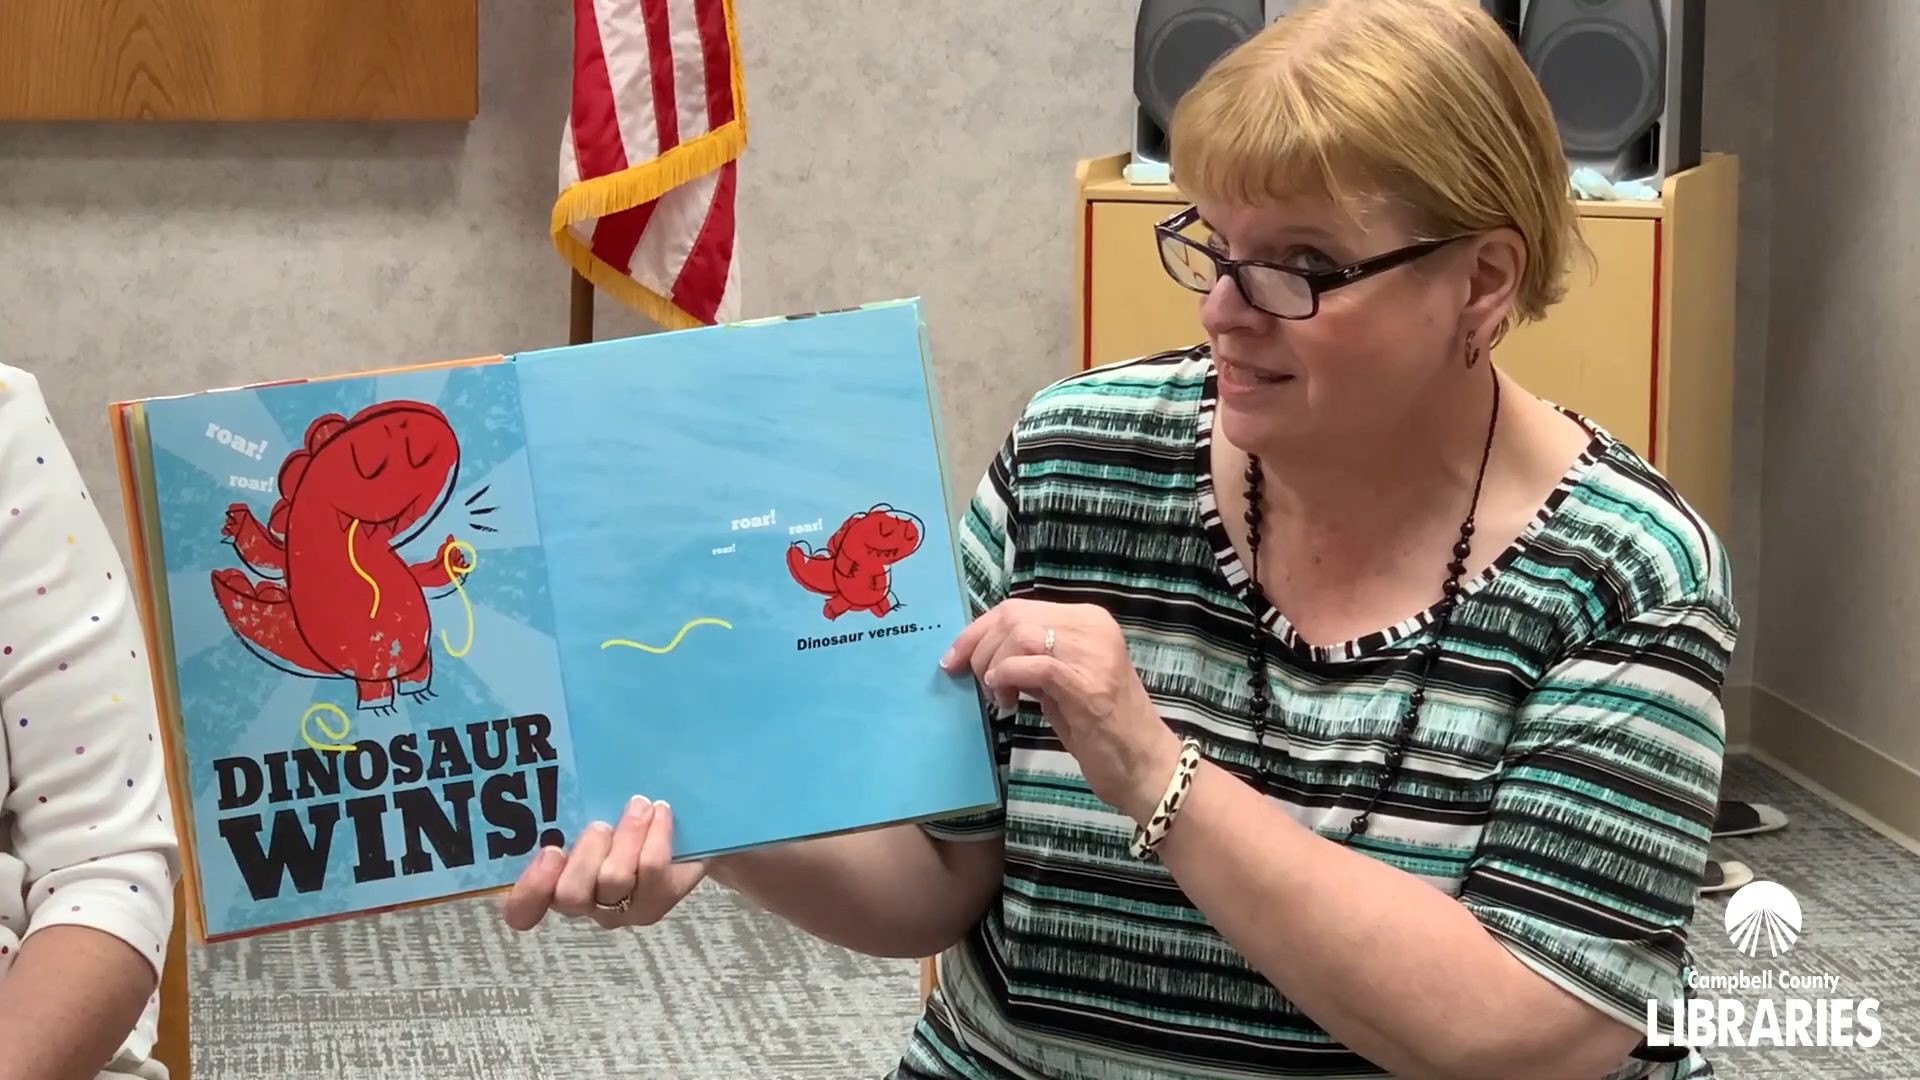 roar!
roar!
DINOSAUR
WINS!
roar!
roar!
roar!
Dinosaur versus...
Campbell County
LIBRARIES